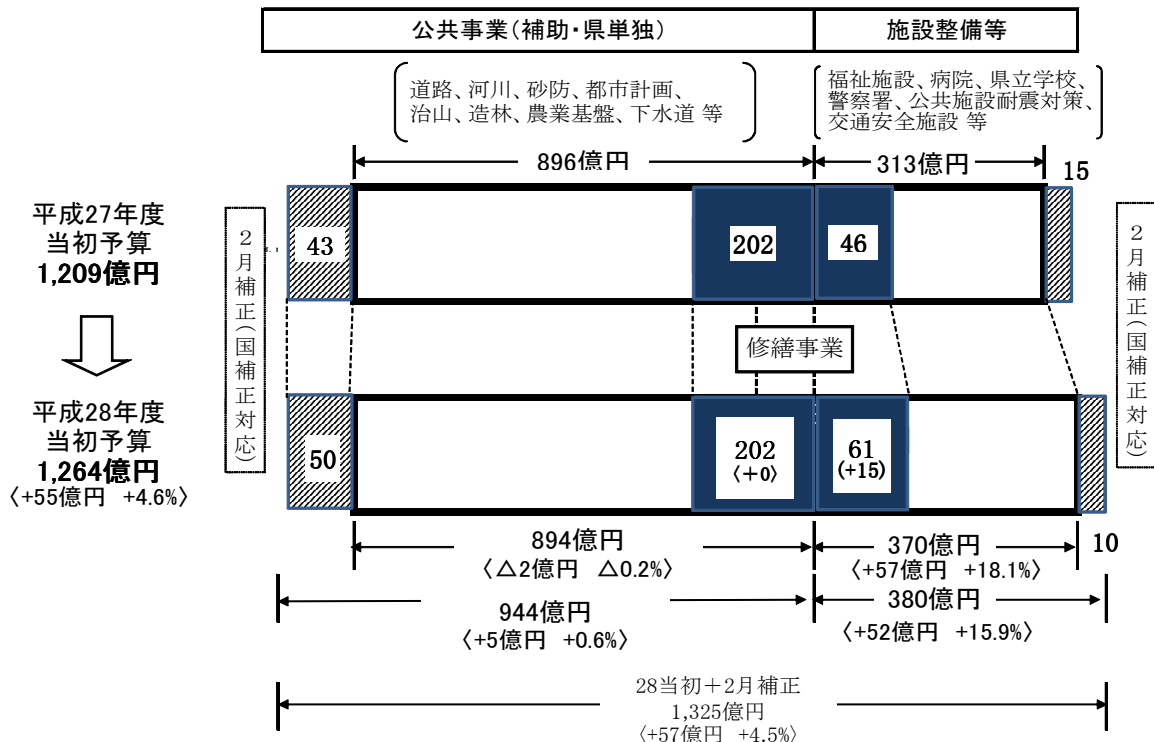 公共事業(補助・県単独)
施設整備等
道路、河川、砂防、都市計画、
治山、造林、農業基盤、下水道 等
福祉施設、病院、県立学校、
警察署、公共施設耐震対策、
交通安全施設 等
896億円
313億円
15
平成27年度
当初予算
1,209億円
2月補正(国補正対応)
43
202
46
2月補正(国補正対応)
修繕事業
平成28年度
当初予算
1,264億円
〈+55億円 +4.6%〉
50
202
〈+0〉
61
(+15)
10
894億円
〈△2億円 △0.2%〉
370億円
〈+57億円 +18.1%〉
944億円
〈+5億円 +0.6%〉
380億円
〈+52億円 +15.9%〉
28当初+2月補正
1,325億円
〈+57億円 +4.5%〉